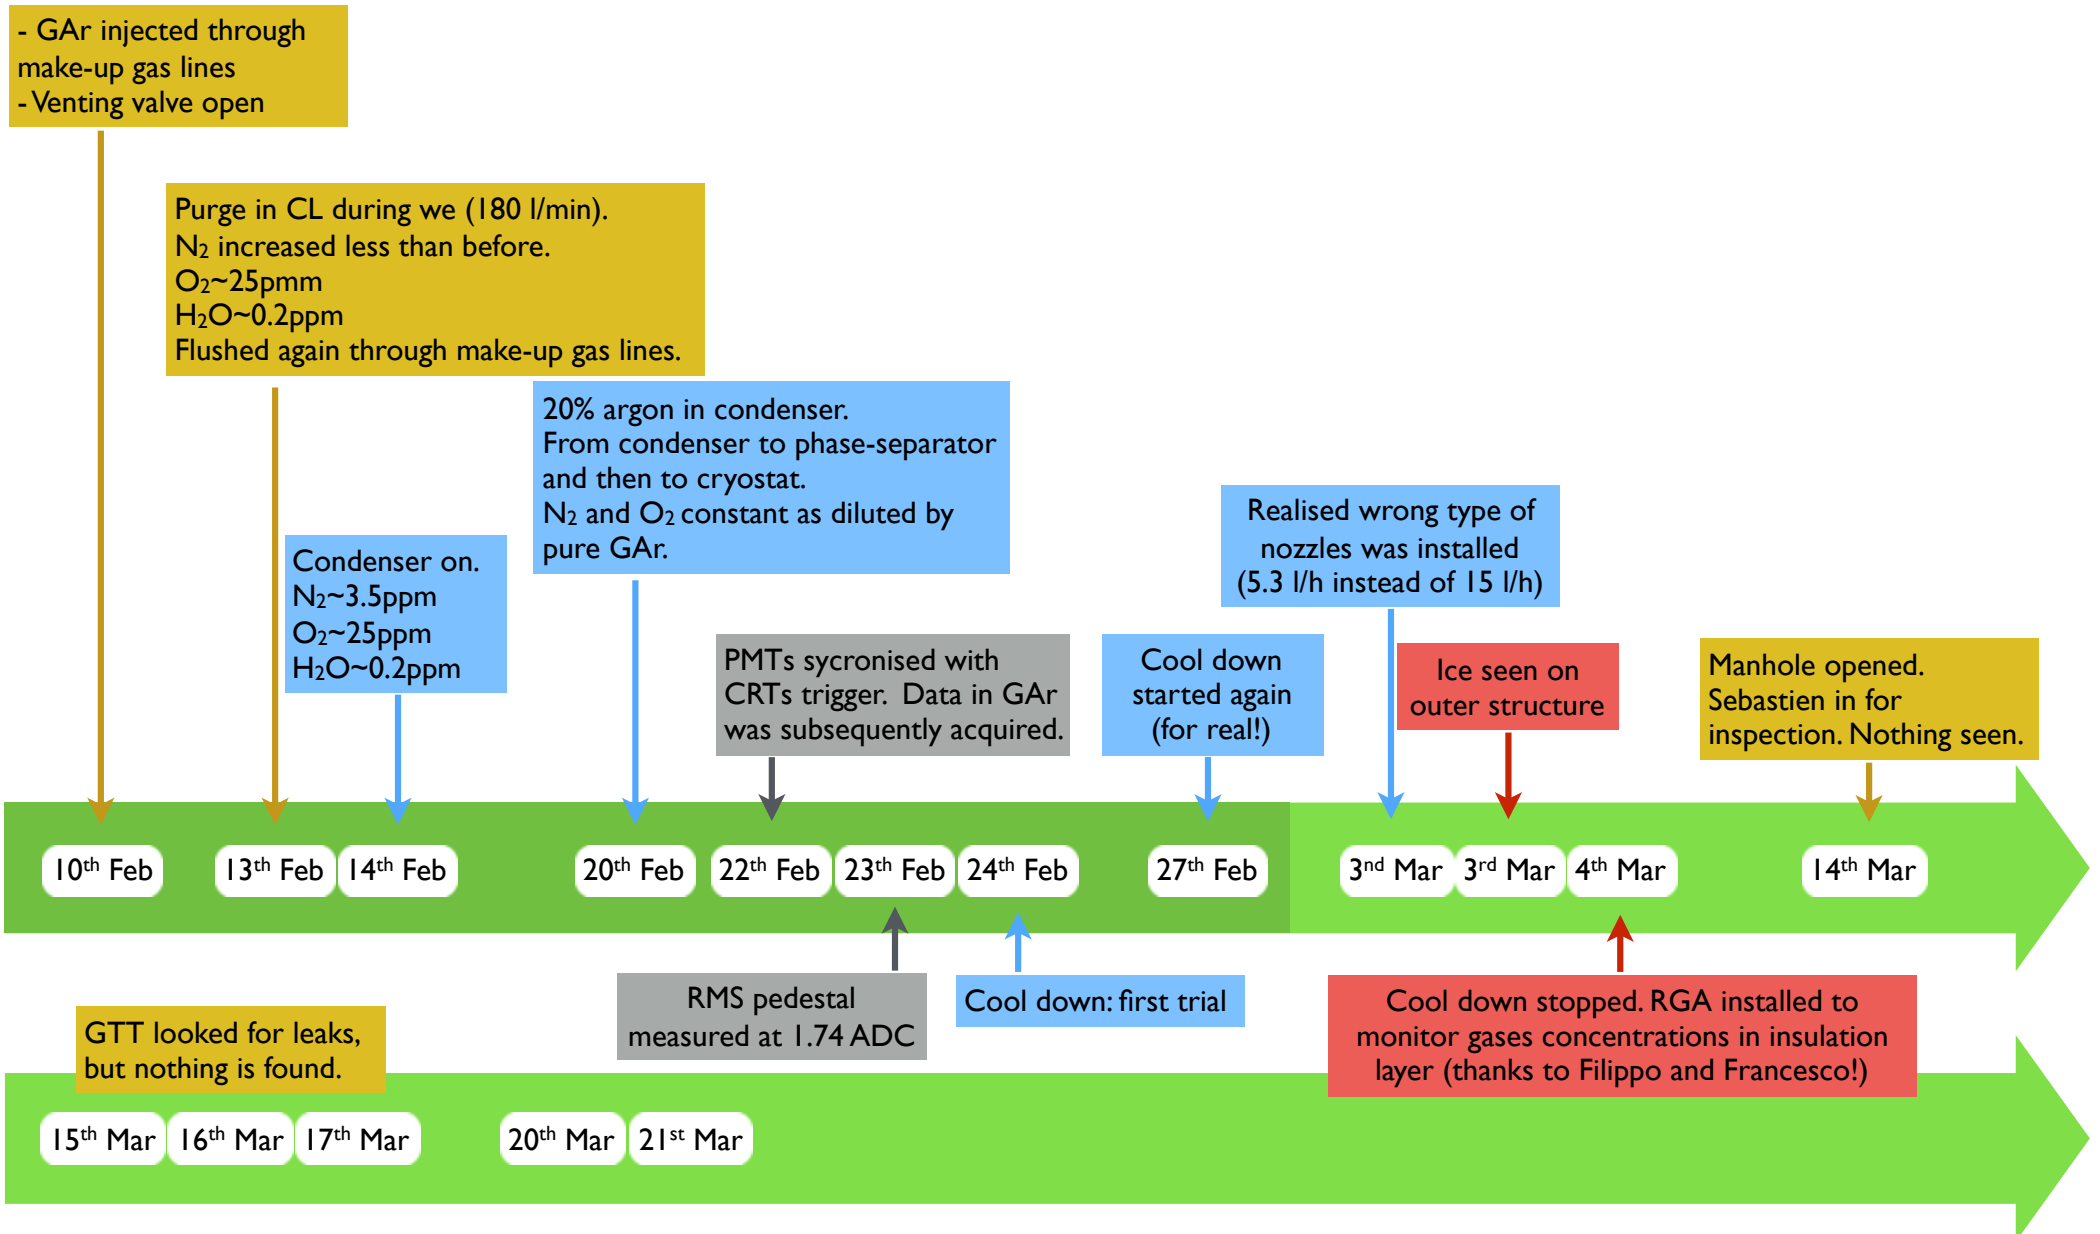 - GAr injected through
make-up gas lines
- Venting valve open
Purge in CL during we (180 l/min).
N₂ increased less than before.
O₂~25pmm
H₂O~0.2ppm
Flushed again through make-up gas lines.
20% argon in condenser.
From condenser to phase-separator
and then to cryostat.
N₂ and O₂ constant as diluted by
pure GAr.
Condenser on.
N₂~3.5ppm
O₂~25ppm
H₂O~0.2ppm
Realised wrong type of
nozzles was installed
(5.3 l/h instead of 15 l/h)
PMTs sycronised with
CRTs trigger. Data in GAr
was subsequently acquired.
Cool down
started again
(for real!)
Ice seen on
outer structure
Manhole opened.
Sebastien in for
inspection. Nothing seen.
10th Feb 13th Feb 14th Feb 20th Feb 22th Feb 23th Feb 24th Feb 27th Feb 3nd Mar 3rd Mar 4th Mar 14th Mar
RMS pedestal
measured at 1.74 ADC
Cool down: first trial
Cool down stopped. RGA installed to
monitor gases concentrations in insulation
layer (thanks to Filippo and Francesco!)
GTT looked for leaks,
but nothing is found.
15th Mar 16th Mar 17th Mar 20th Mar 21st Mar